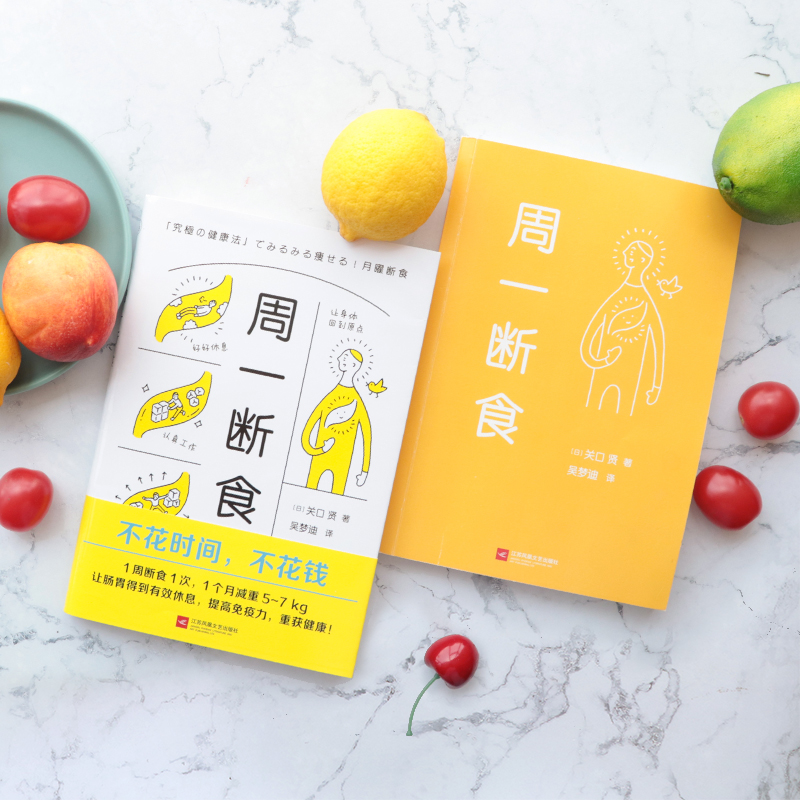 「究極の健康法」でみるみる痩せる！月曜断食
周一断食
让身体
回到原点
好好休息
认真工作
［日］关口 贤 著
吴梦迪 译
不花时间，不花钱
1周断食1次，1个月减重 5~7 kg
让肠胃得到有效休息，提高免疫力，重获健康！
江苏凤凰文艺出版社
周一断食
［日］关口 贤 著
吴梦迪 译
江苏凤凰文艺出版社